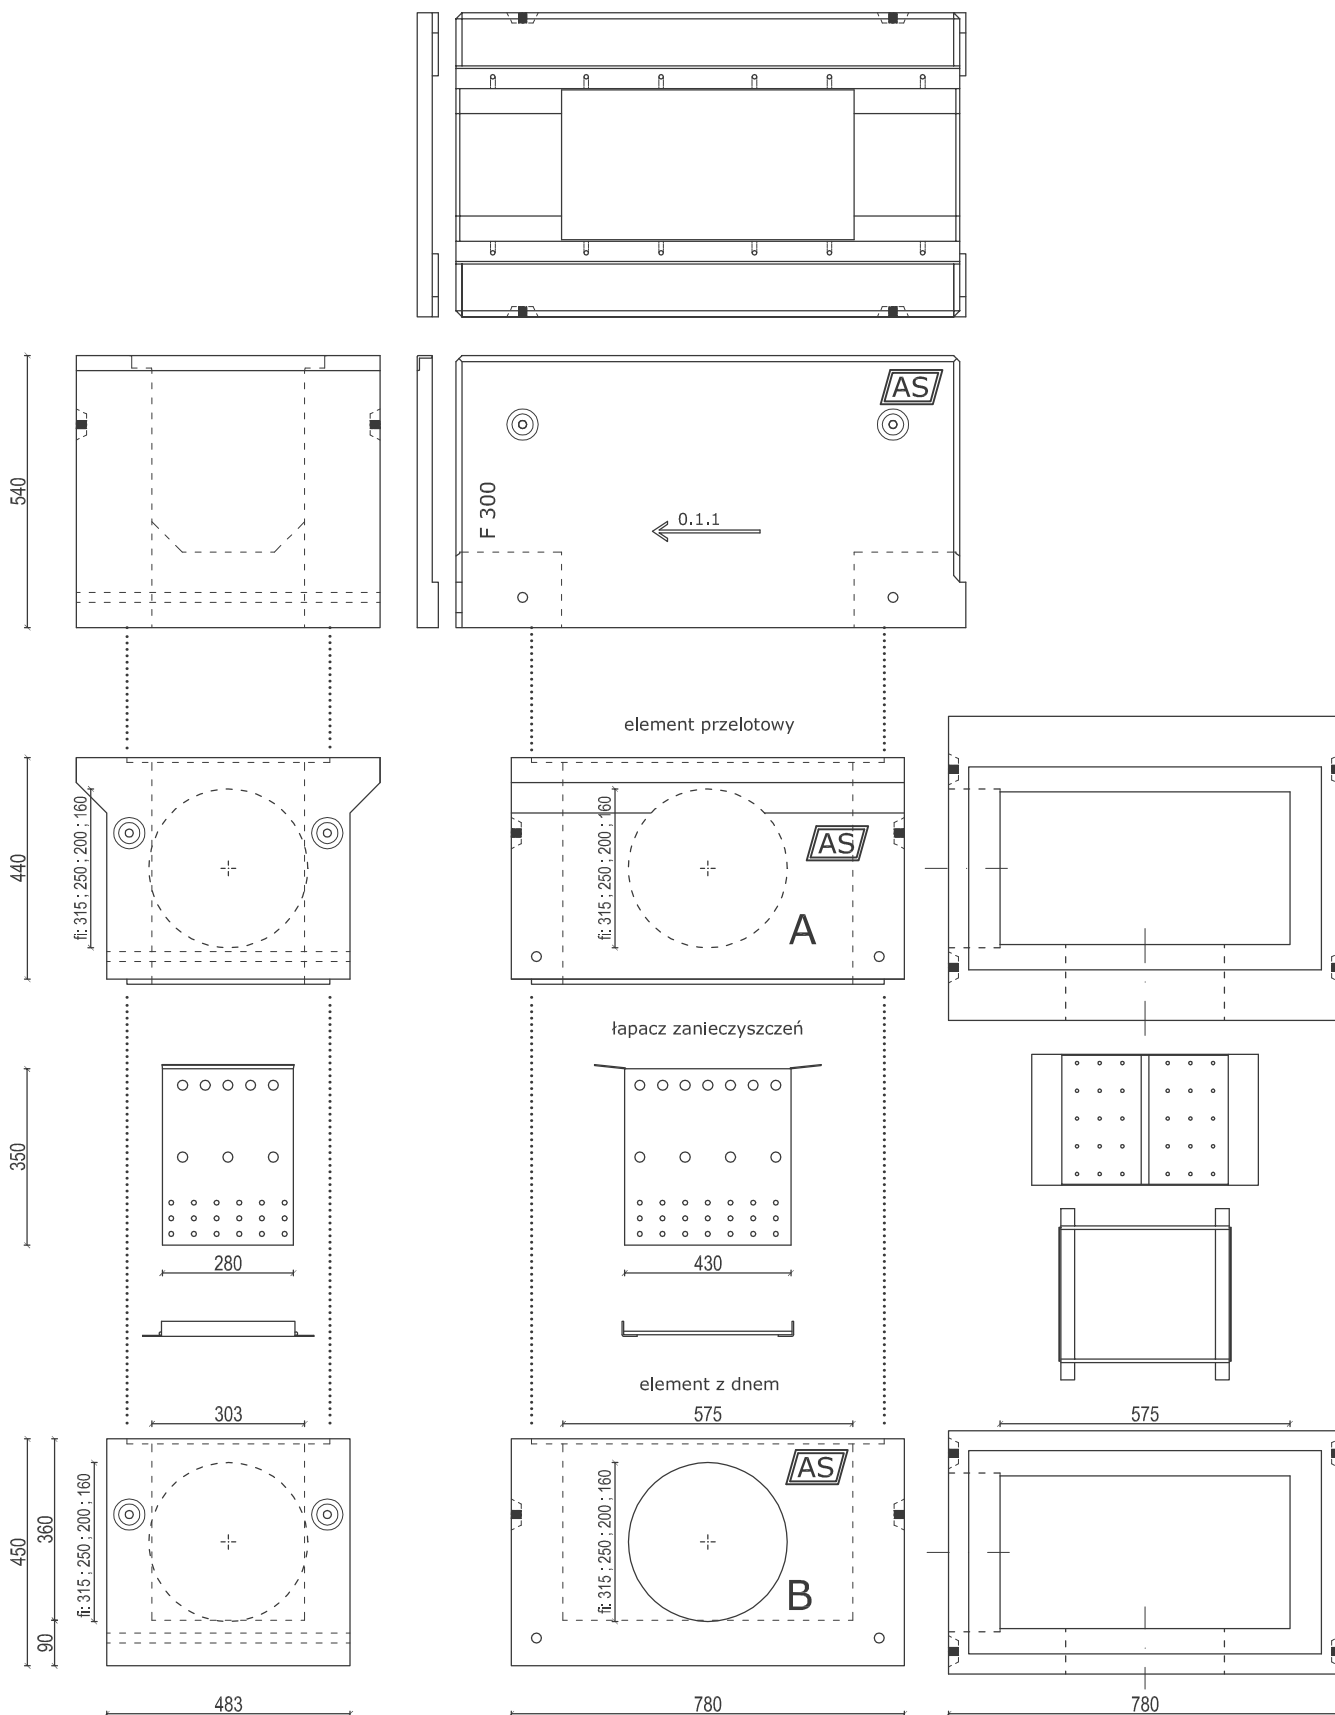 AS
540
F 300
0.1.1
element przelotowy
440
fi: 315 ; 250 ; 200 ; 160
fi: 315 ; 250 ; 200 ; 160
AS
A
łapacz zanieczyszczeń
350
280
430
element z dnem
303
575
575
450
360
90
fi: 315 ; 250 ; 200 ; 160
fi: 315 ; 250 ; 200 ; 160
AS
B
483
780
780